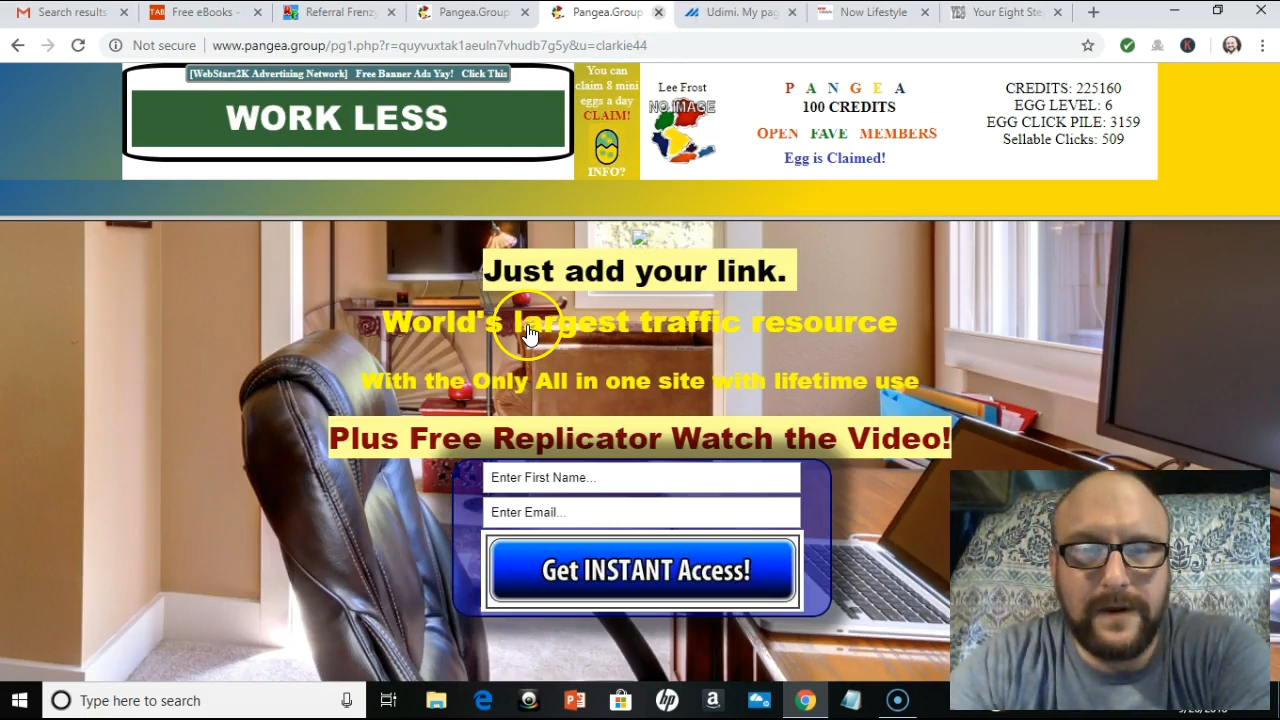 Search results
Free eBooks -
Referral Frenzy
Pangea.Group
Pangea.Group
Udimi. My pag
Now Lifestyle
Your Eight Ste
Not secure
www.pangea.group/pg1.php?r=quyvuxtak1aeuln7vhudb7g5y&u=clarkie44
[WebStars2K Advertising Network] Free Banner Ads Yay! Click This
WORK LESS
You can
claim 8 mini
eggs a day
CLAIM!
INFO?
Lee Frost
NO IMAGE
P A N G E A
100 CREDITS
OPEN FAVE MEMBERS
Egg is Claimed!
CREDITS: 225160
EGG LEVEL: 6
EGG CLICK PILE: 3159
Sellable Clicks: 509
Just add your link.
World's largest traffic resource
With the Only All in one site with lifetime use
Plus Free Replicator Watch the Video!
Enter First Name...
Enter Email...
Get INSTANT Access!
Type here to search